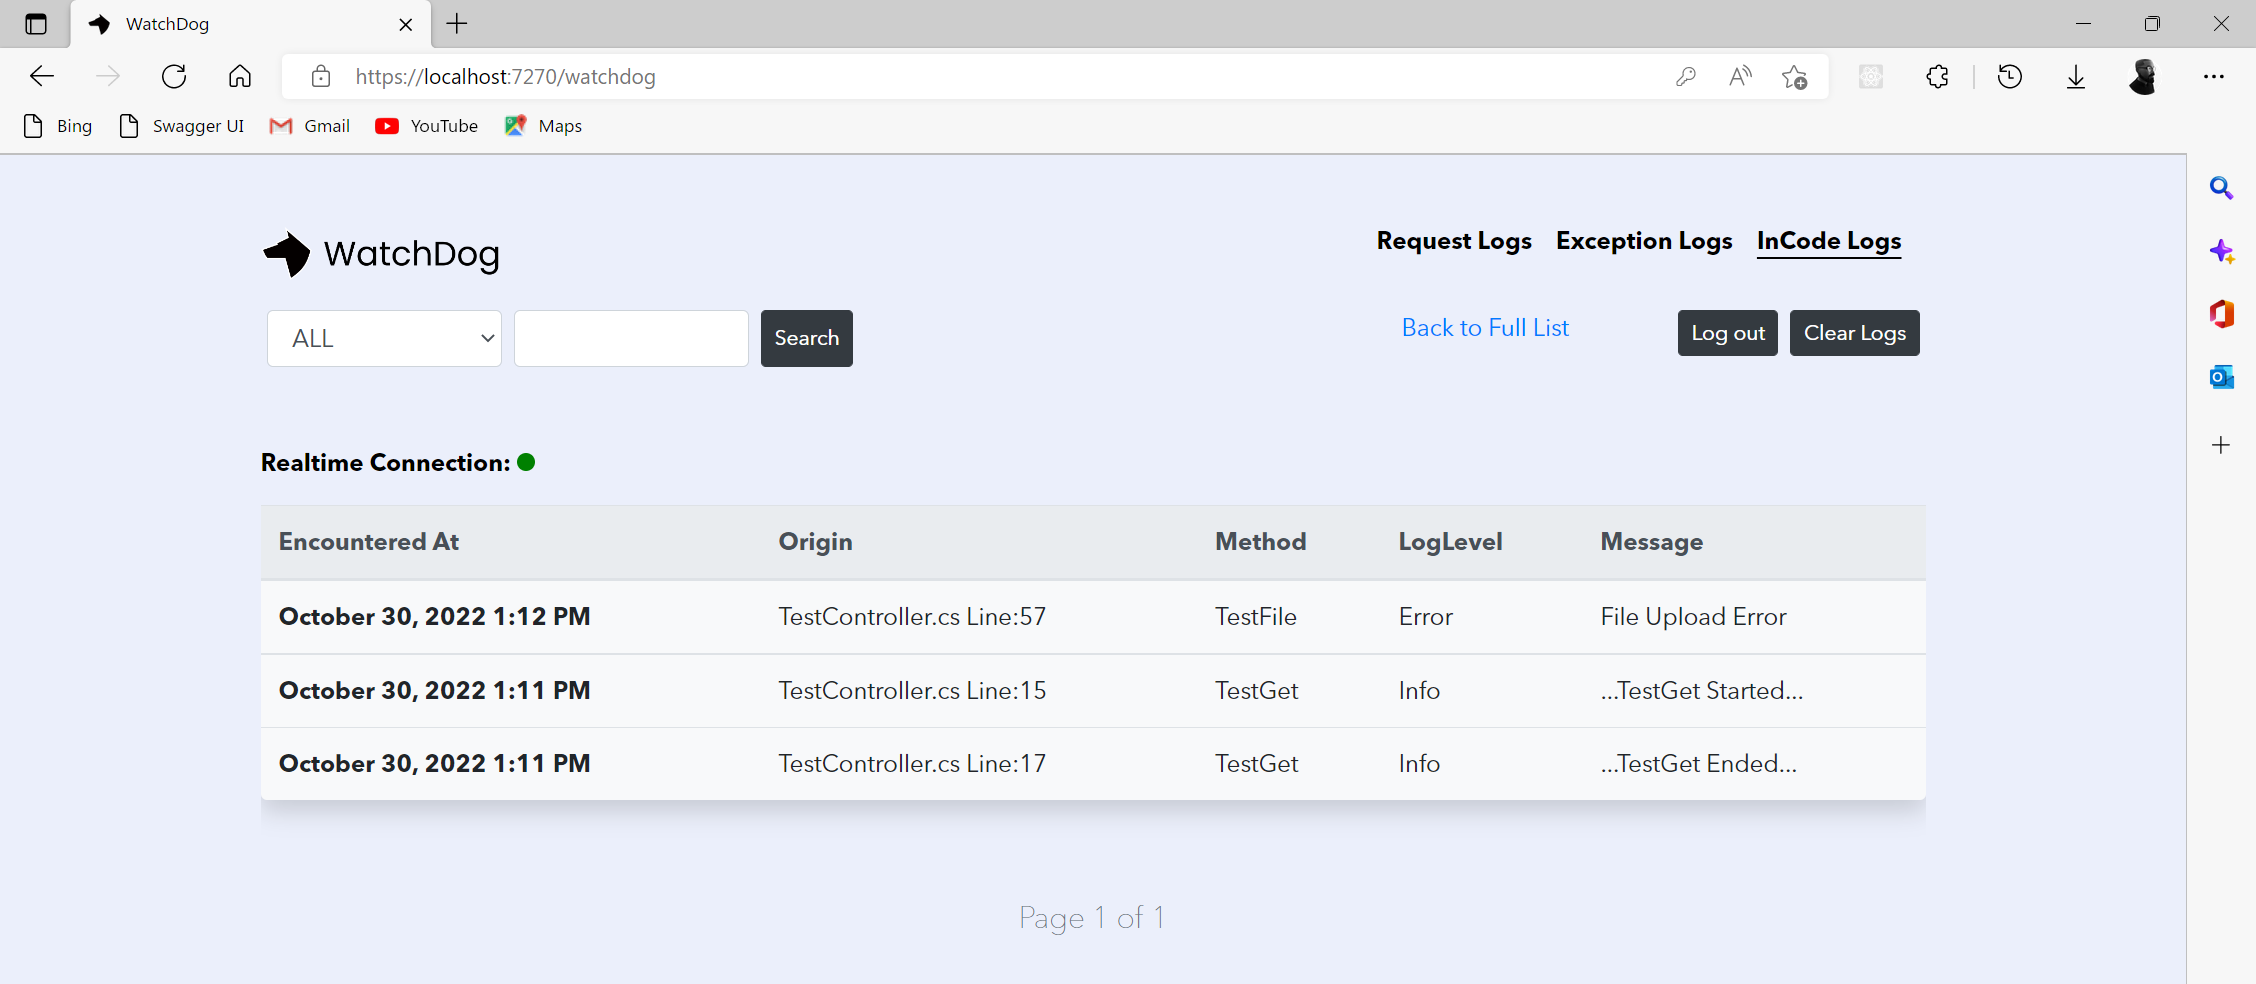 WatchDog
https://localhost:7270/watchdog
Bing Swagger UI Gmail YouTube Maps
WatchDog
Request Logs Exception Logs InCode Logs
ALL Search Back to Full List Log out Clear Logs
Realtime Connection:
Encountered At Origin Method LogLevel Message
October 30, 2022 1:12 PM TestController.cs Line:57 TestFile Error File Upload Error
October 30, 2022 1:11 PM TestController.cs Line:15 TestGet Info ...TestGet Started...
October 30, 2022 1:11 PM TestController.cs Line:17 TestGet Info ...TestGet Ended...
Page 1 of 1